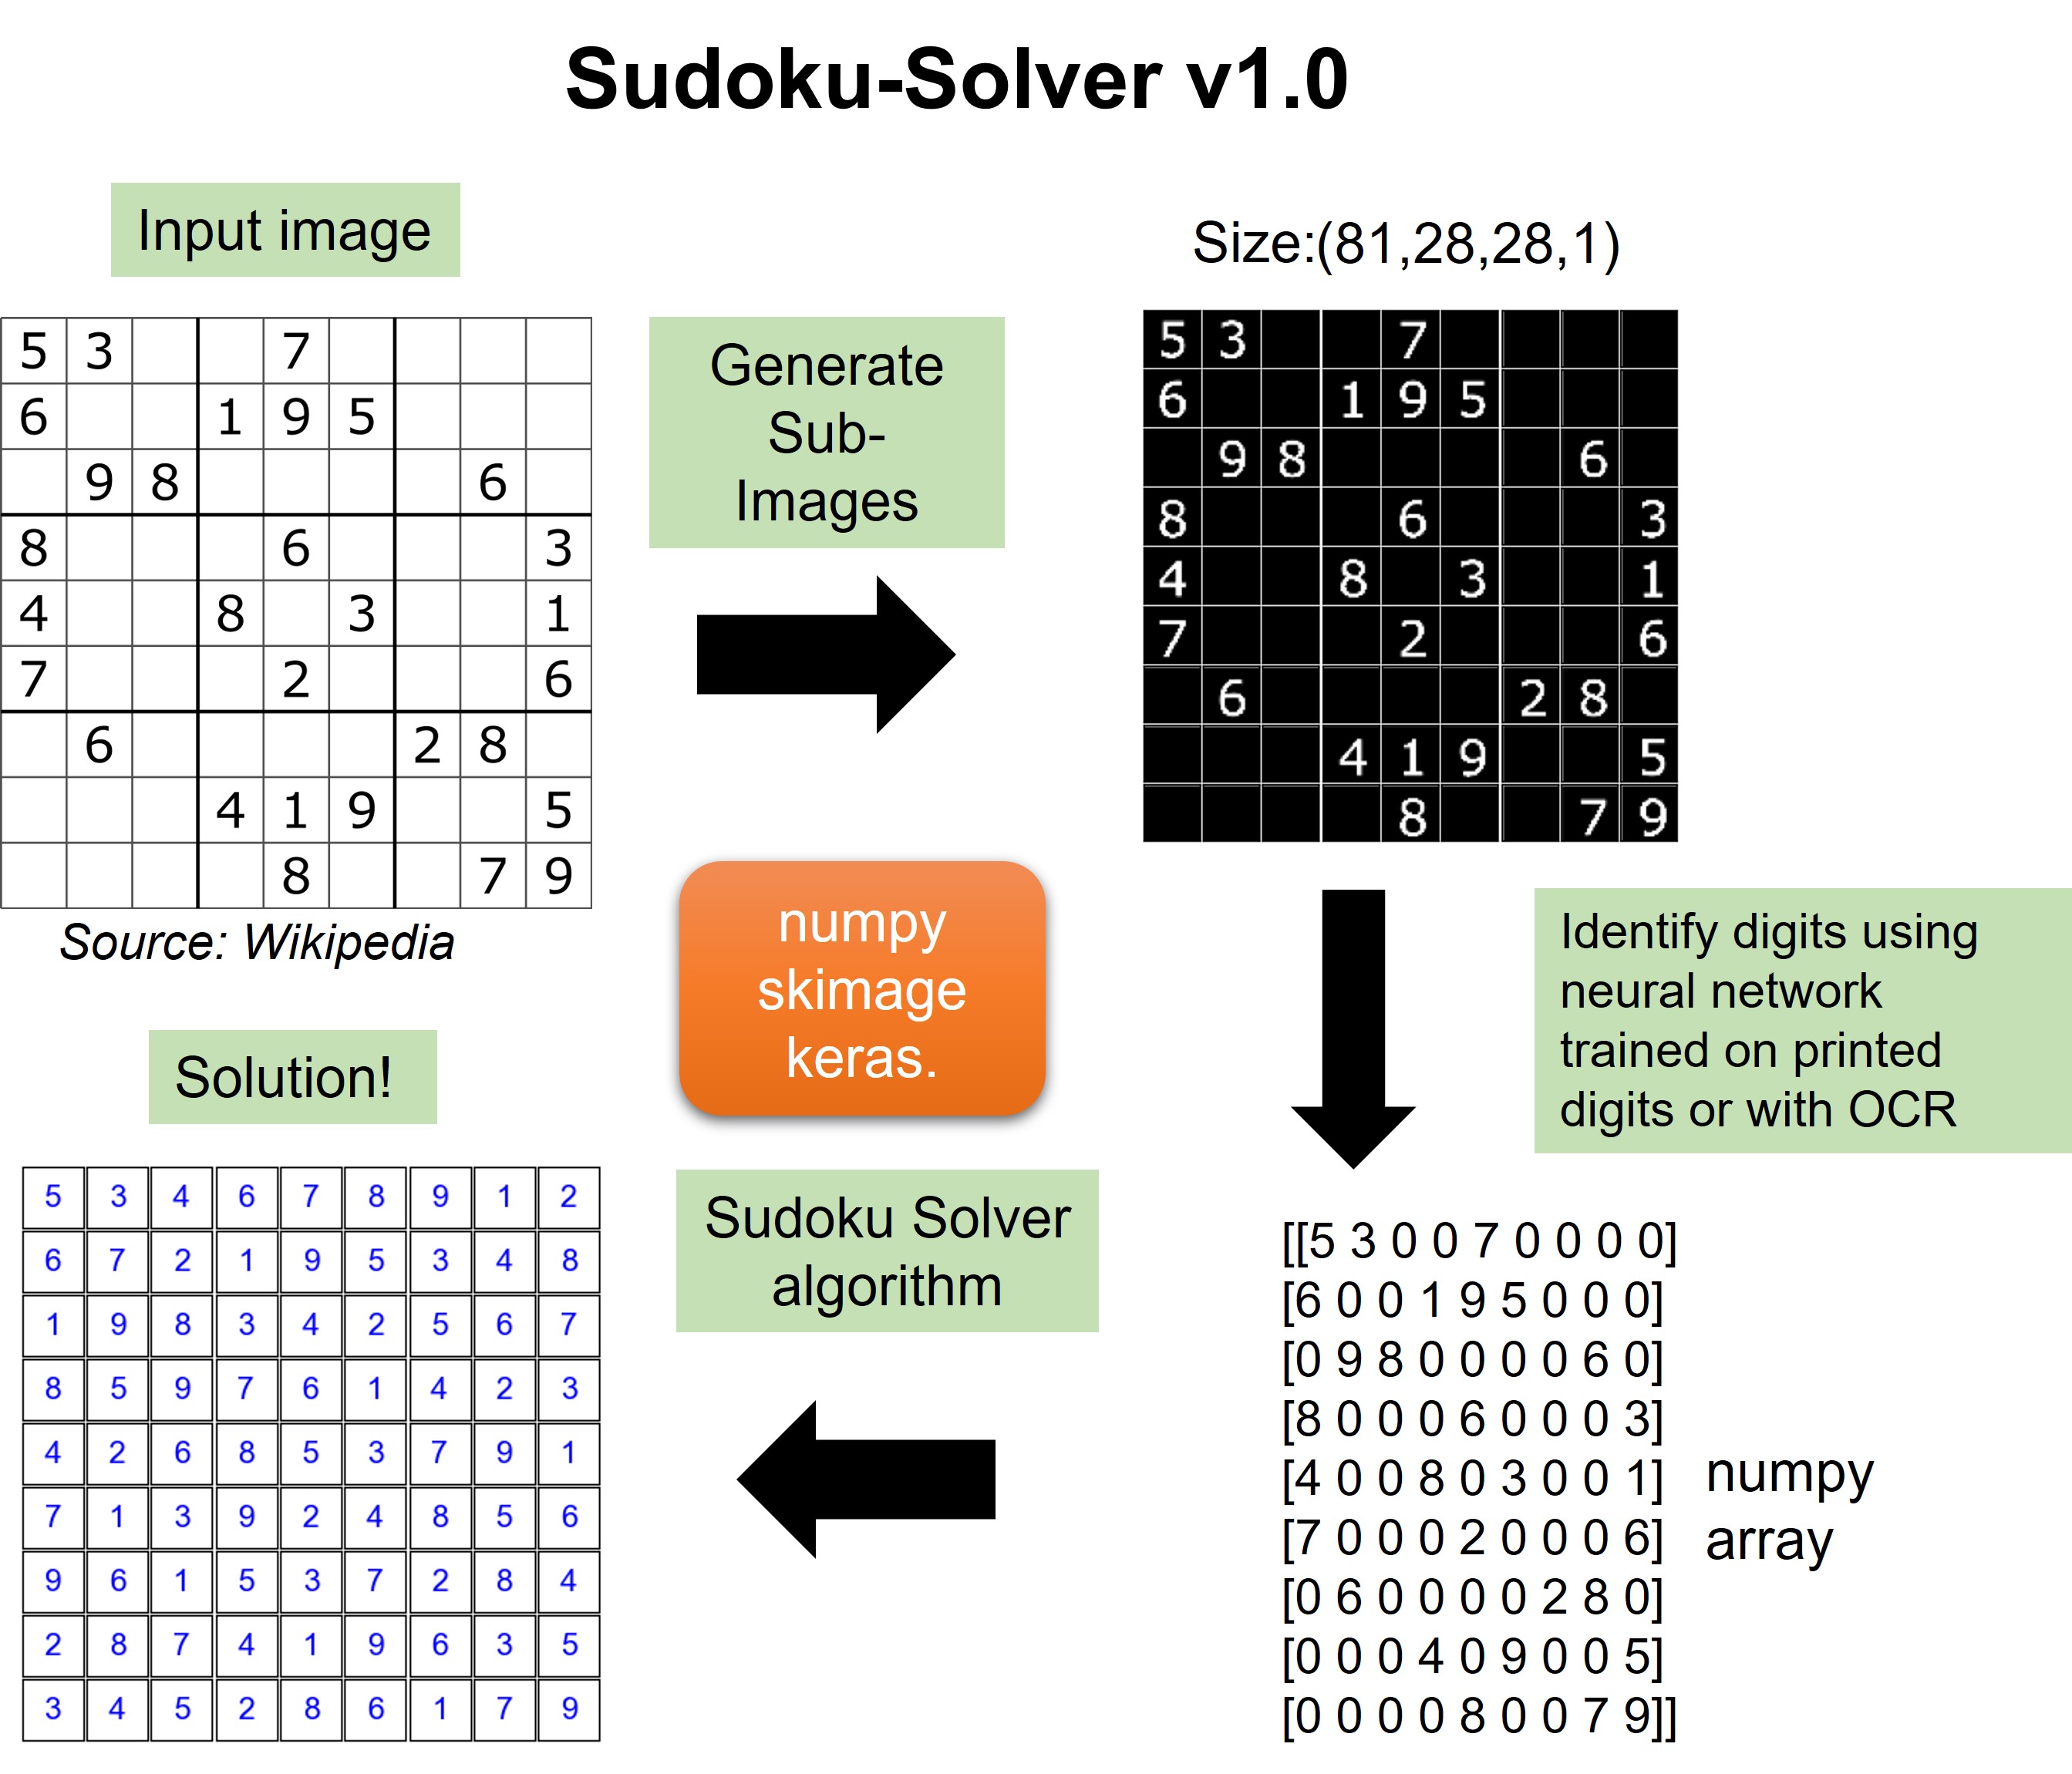 Sudoku-Solver v1.0
Input image
5 3 7
6 1 9 5
9 8 6
8 6 3
4 8 3 1
7 2 6
6 2 8
4 1 9 5
8 7 9
Source: Wikipedia
Generate
Sub-
Images
Size:(81,28,28,1)
5 3 7
6 1 9 5
9 8 6
8 6 3
4 8 3 1
7 2 6
6 2 8
4 1 9 5
8 7 9
numpy
skimage
keras.
Identify digits using
neural network
trained on printed
digits or with OCR
[[5 3 0 0 7 0 0 0 0]
[6 0 0 1 9 5 0 0 0]
[0 9 8 0 0 0 0 6 0]
[8 0 0 0 6 0 0 0 3]
[4 0 0 8 0 3 0 0 1]
[7 0 0 0 2 0 0 0 6]
[0 6 0 0 0 0 2 8 0]
[0 0 0 4 0 9 0 0 5]
[0 0 0 0 8 0 0 7 9]]
numpy
array
Sudoku Solver
algorithm
Solution!
5 3 4 6 7 8 9 1 2
6 7 2 1 9 5 3 4 8
1 9 8 3 4 2 5 6 7
8 5 9 7 6 1 4 2 3
4 2 6 8 5 3 7 9 1
7 1 3 9 2 4 8 5 6
9 6 1 5 3 7 2 8 4
2 8 7 4 1 9 6 3 5
3 4 5 2 8 6 1 7 9